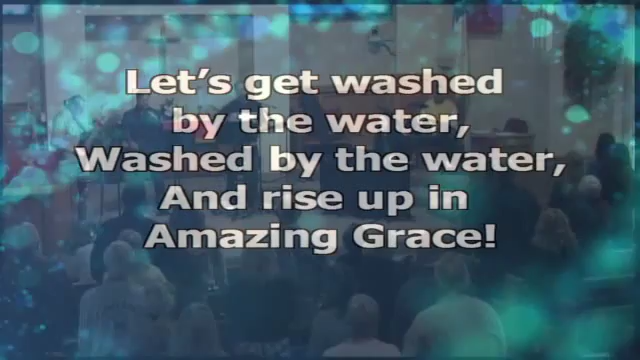 Let's get washed
by the water,
Washed by the water,
And rise up in
Amazing Grace!